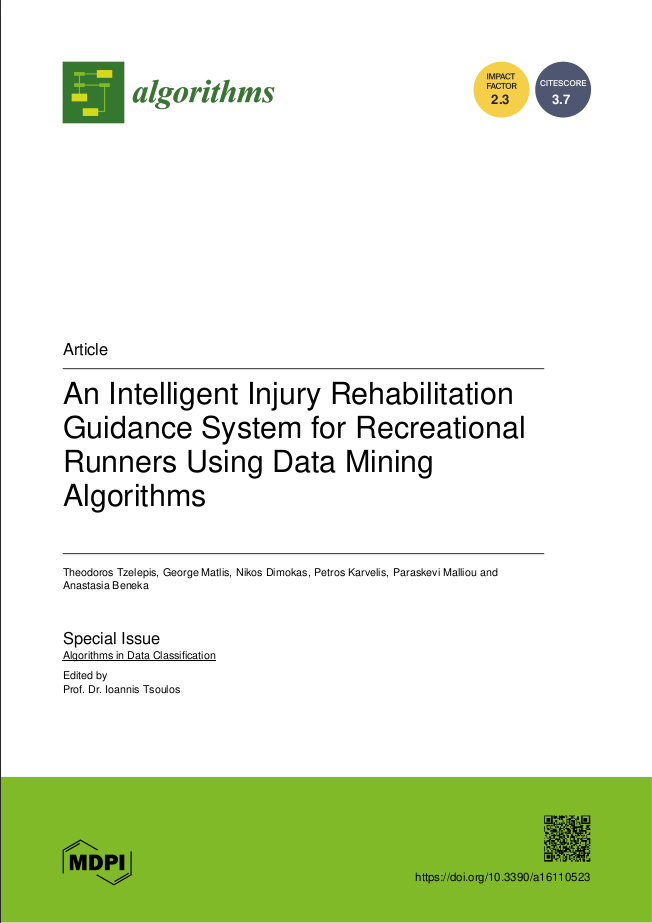 algorithms
IMPACT
FACTOR
2.3
CITESCORE
3.7
Article
An Intelligent Injury Rehabilitation
Guidance System for Recreational
Runners Using Data Mining
Algorithms
Theodoros Tzelepis, George Matlis, Nikos Dimokas, Petros Karvelis, Paraskevi Malliou and
Anastasia Beneka
Special Issue
Algorithms in Data Classification
Edited by
Prof. Dr. Ioannis Tsoulos
MDPI
https://doi.org/10.3390/a16110523